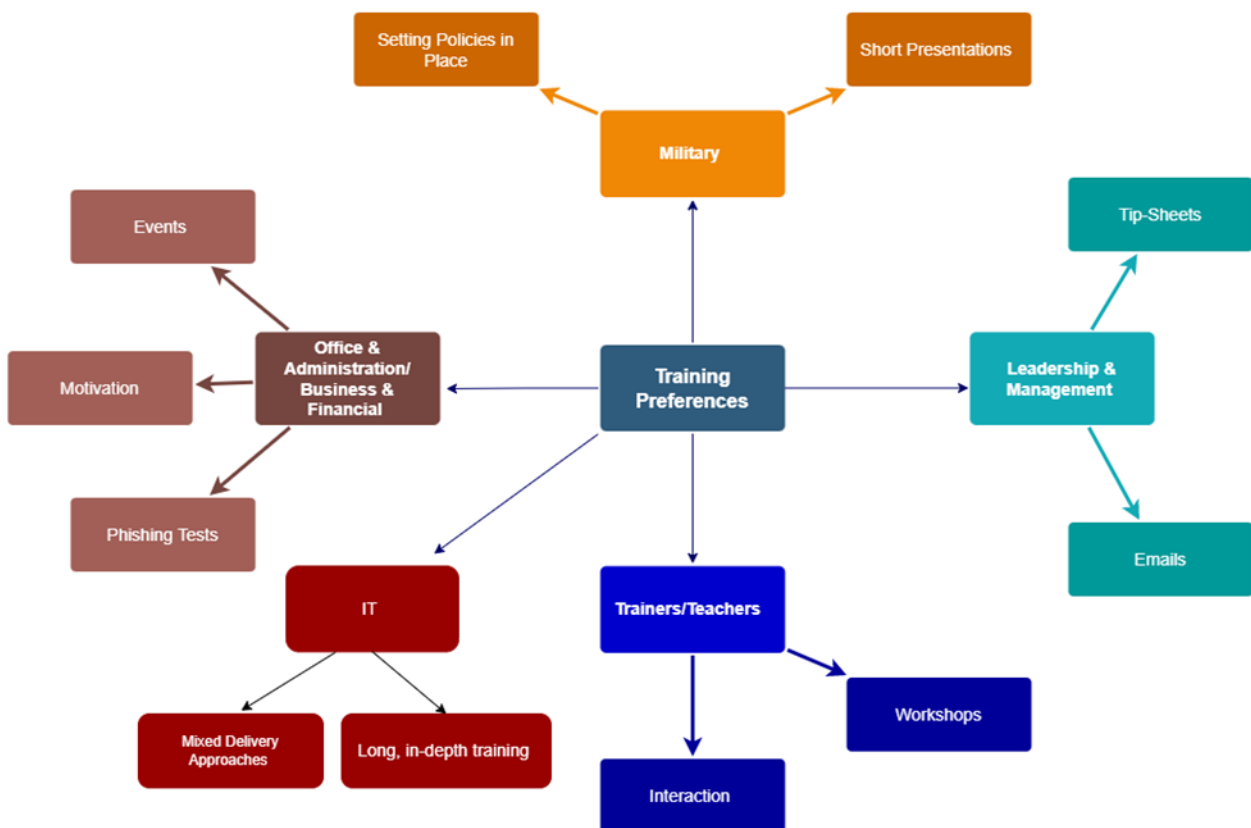 Setting Policies in
Place
Short Presentations
Military
Events
Tip-Sheets
Office &
Administration/
Business &
Financial
Motivation
Training
Preferences
Leadership &
Management
Phishing Tests
Emails
IT
Trainers/Teachers
Mixed Delivery
Approaches
Long, in-depth training
Workshops
Interaction